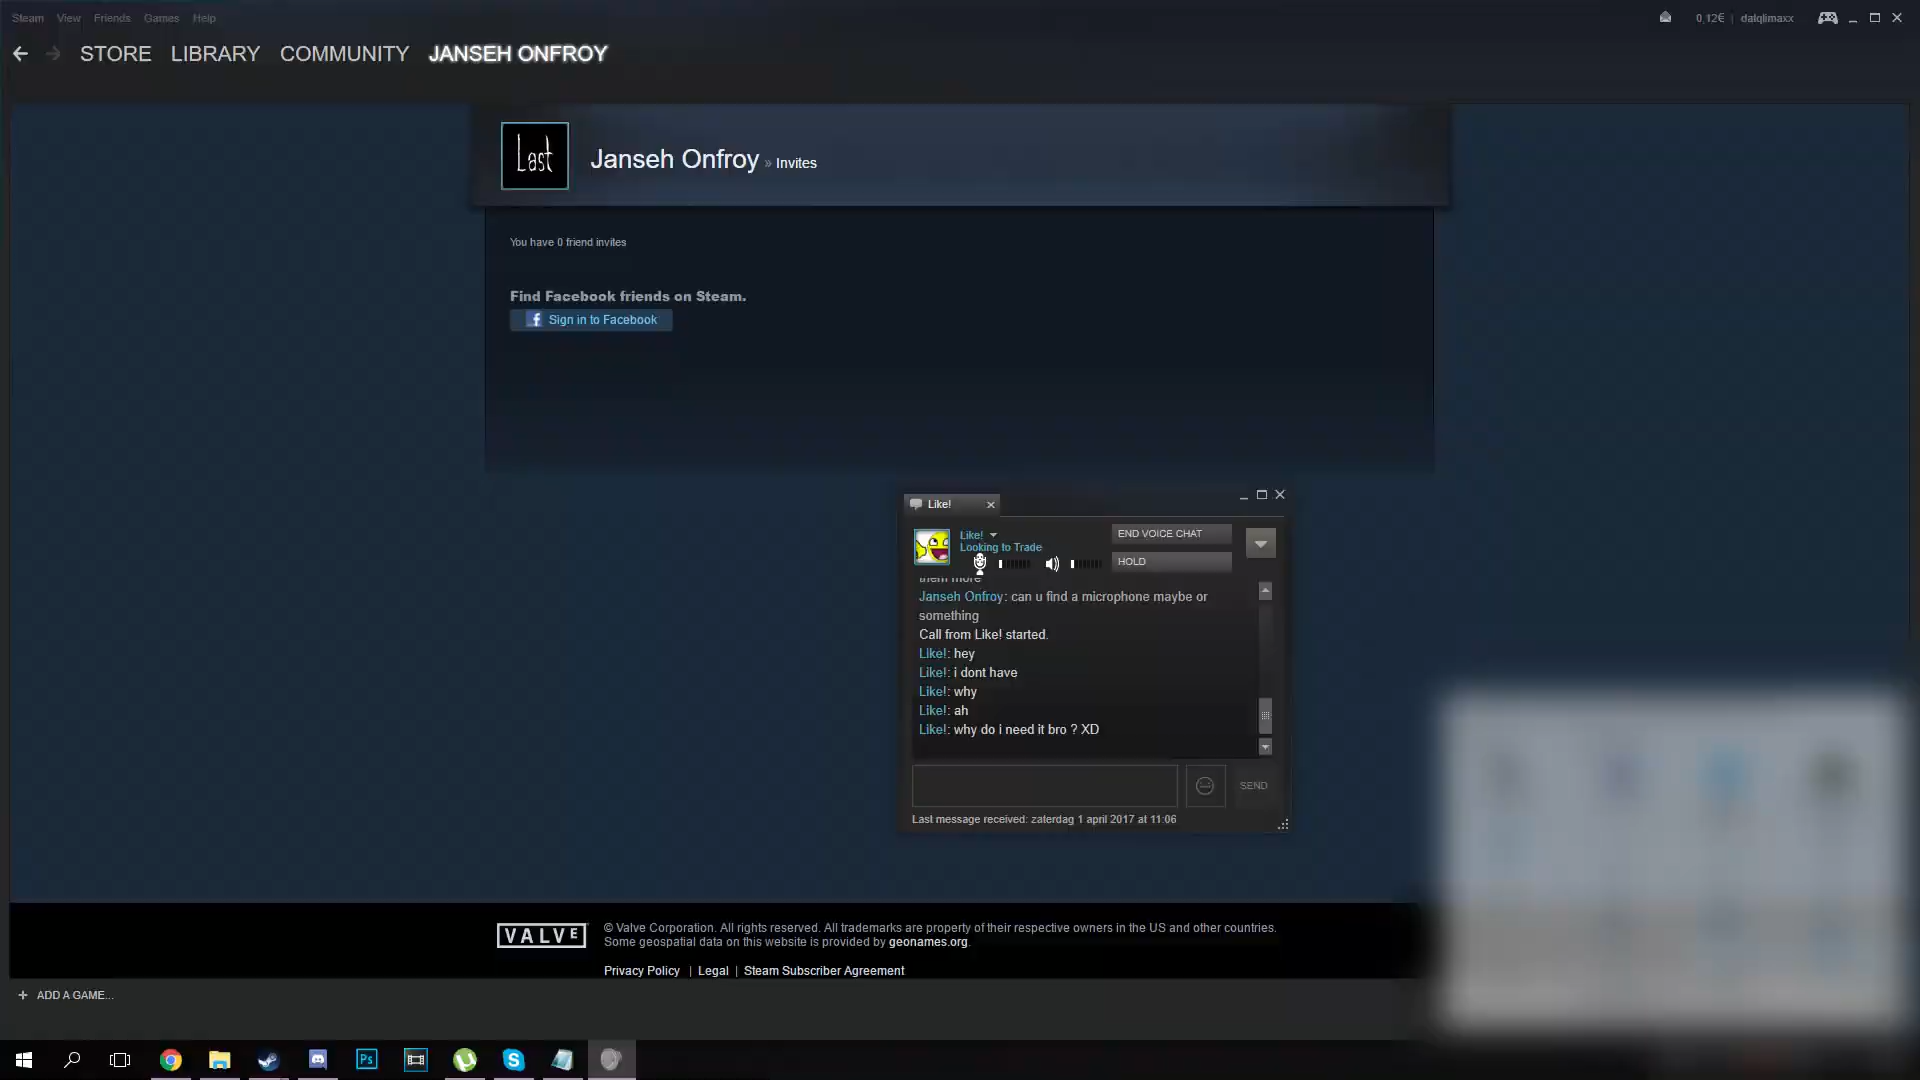 Steam View Friends Games Help
0,12€ | dalqlimaxx
STORE LIBRARY COMMUNITY JANSEH ONFROY
Last
Janseh Onfroy » Invites
You have 0 friend invites
Find Facebook friends on Steam.
f Sign in to Facebook
Like!
Like!
Looking to Trade
END VOICE CHAT
HOLD
them more
Janseh Onfroy: can u find a microphone maybe or
something
Call from Like! started.
Like!: hey
Like!: i dont have
Like!: why
Like!: ah
Like!: why do i need it bro ? XD
SEND
Last message received: zaterdag 1 april 2017 at 11:06
VALVE
© Valve Corporation. All rights reserved. All trademarks are property of their respective owners in the US and other countries.
Some geospatial data on this website is provided by geonames.org.
Privacy Policy | Legal | Steam Subscriber Agreement
+ ADD A GAME...
Ps